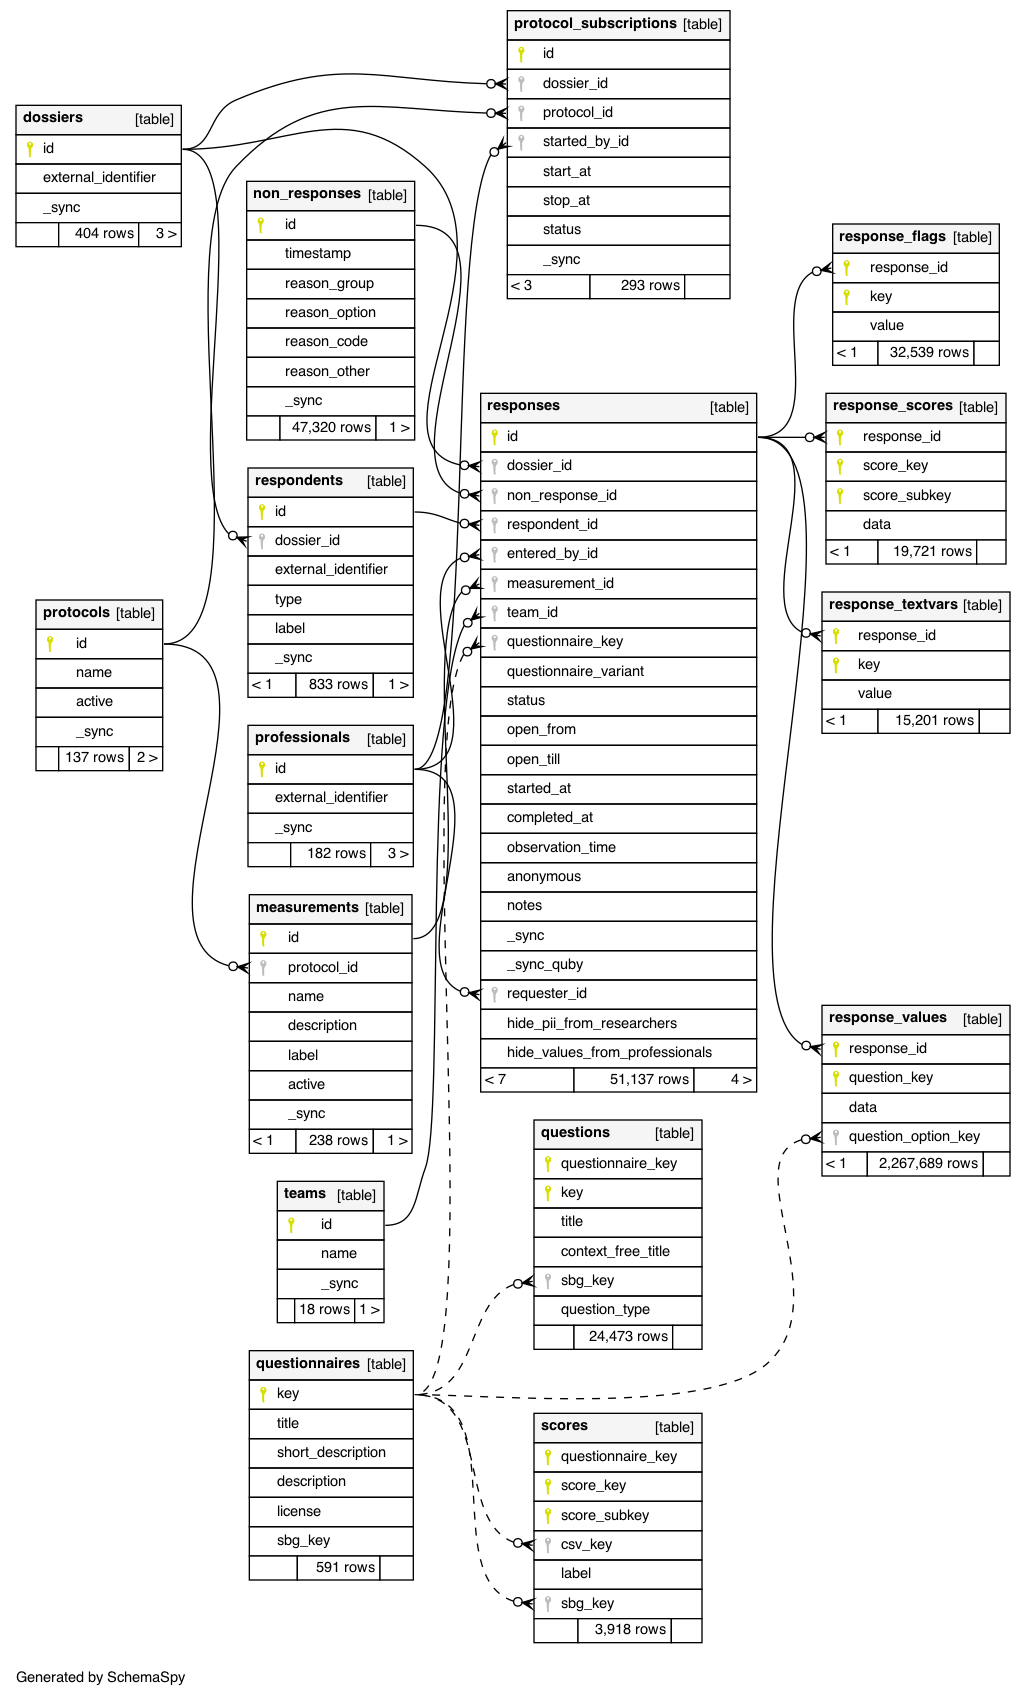 protocol_subscriptions [table]
id
dossier_id
protocol_id
started_by_id
start_at
stop_at
status
_sync
< 3 293 rows
dossiers [table]
id
external_identifier
_sync
404 rows 3 >
non_responses [table]
id
timestamp
reason_group
reason_option
reason_code
reason_other
_sync
47,320 rows 1 >
response_flags [table]
response_id
key
value
< 1 32,539 rows
responses [table]
id
dossier_id
non_response_id
respondent_id
entered_by_id
measurement_id
team_id
questionnaire_key
questionnaire_variant
status
open_from
open_till
started_at
completed_at
observation_time
anonymous
notes
_sync
_sync_quby
requester_id
hide_pii_from_researchers
hide_values_from_professionals
< 7 51,137 rows 4 >
response_scores [table]
response_id
score_key
score_subkey
data
< 1 19,721 rows
respondents [table]
id
dossier_id
external_identifier
type
label
_sync
< 1 833 rows 1 >
response_textvars [table]
response_id
key
value
< 1 15,201 rows
protocols [table]
id
name
active
_sync
137 rows 2 >
professionals [table]
id
external_identifier
_sync
182 rows 3 >
measurements [table]
id
protocol_id
name
description
label
active
_sync
< 1 238 rows 1 >
response_values [table]
response_id
question_key
data
question_option_key
< 1 2,267,689 rows
questions [table]
questionnaire_key
key
title
context_free_title
sbg_key
question_type
24,473 rows
teams [table]
id
name
_sync
18 rows 1 >
questionnaires [table]
key
title
short_description
description
license
sbg_key
591 rows
scores [table]
questionnaire_key
score_key
score_subkey
csv_key
label
sbg_key
3,918 rows
Generated by SchemaSpy